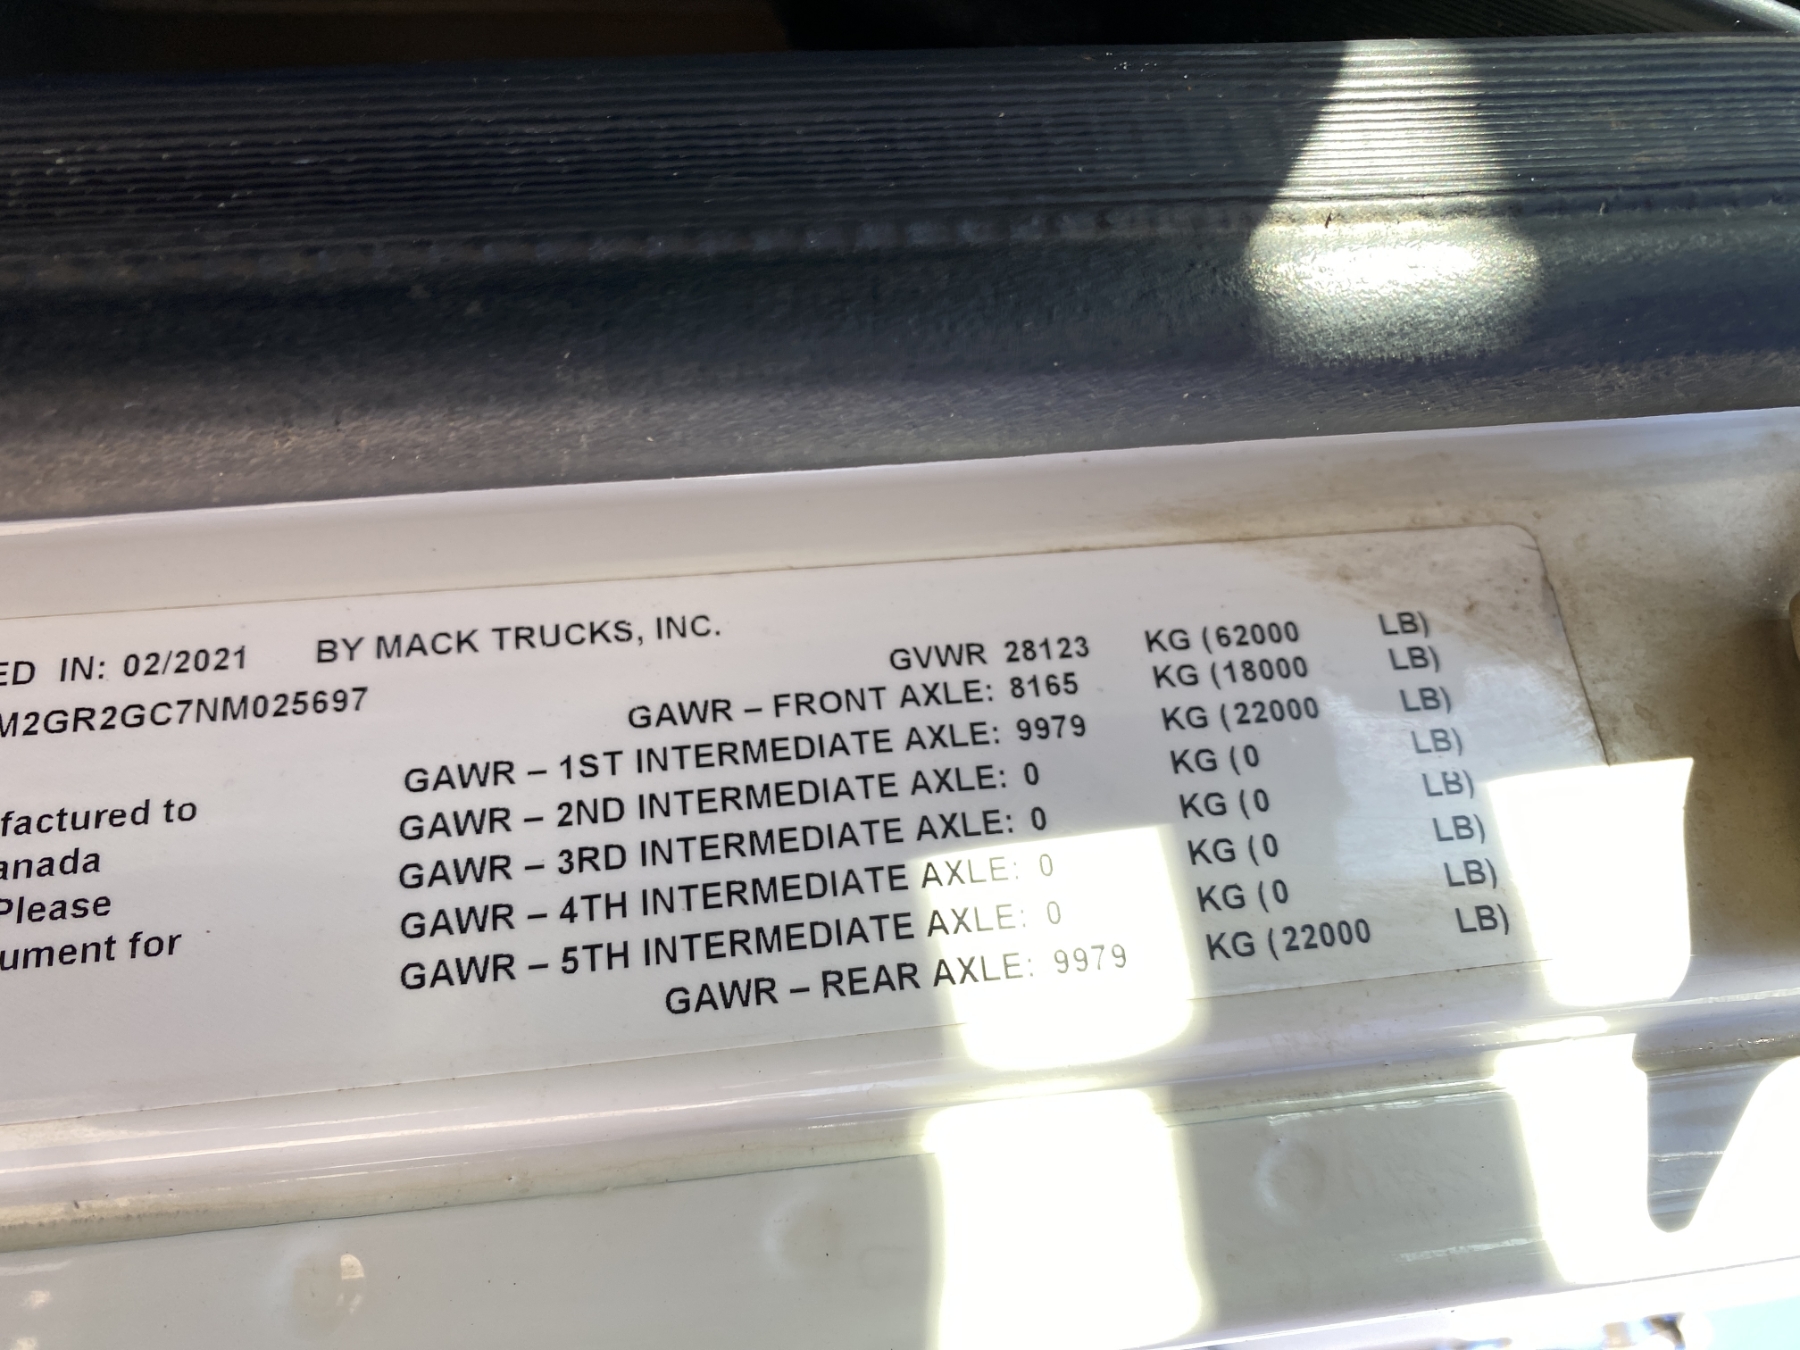 ED IN: 02/2021 BY MACK TRUCKS, INC.
M2GR2GC7NM025697
GVWR 28123 KG (62000 LB)
GAWR – FRONT AXLE: 8165 KG (18000 LB)
GAWR – 1ST INTERMEDIATE AXLE: 9979 KG (22000 LB)
GAWR – 2ND INTERMEDIATE AXLE: 0 KG (0 LB)
GAWR – 3RD INTERMEDIATE AXLE: 0 KG (0 LB)
GAWR – 4TH INTERMEDIATE AXLE: 0 KG (0 LB)
GAWR – 5TH INTERMEDIATE AXLE: 0 KG (0 LB)
GAWR – REAR AXLE: 9979 KG (22000 LB)
factured to
anada
Please
ument for